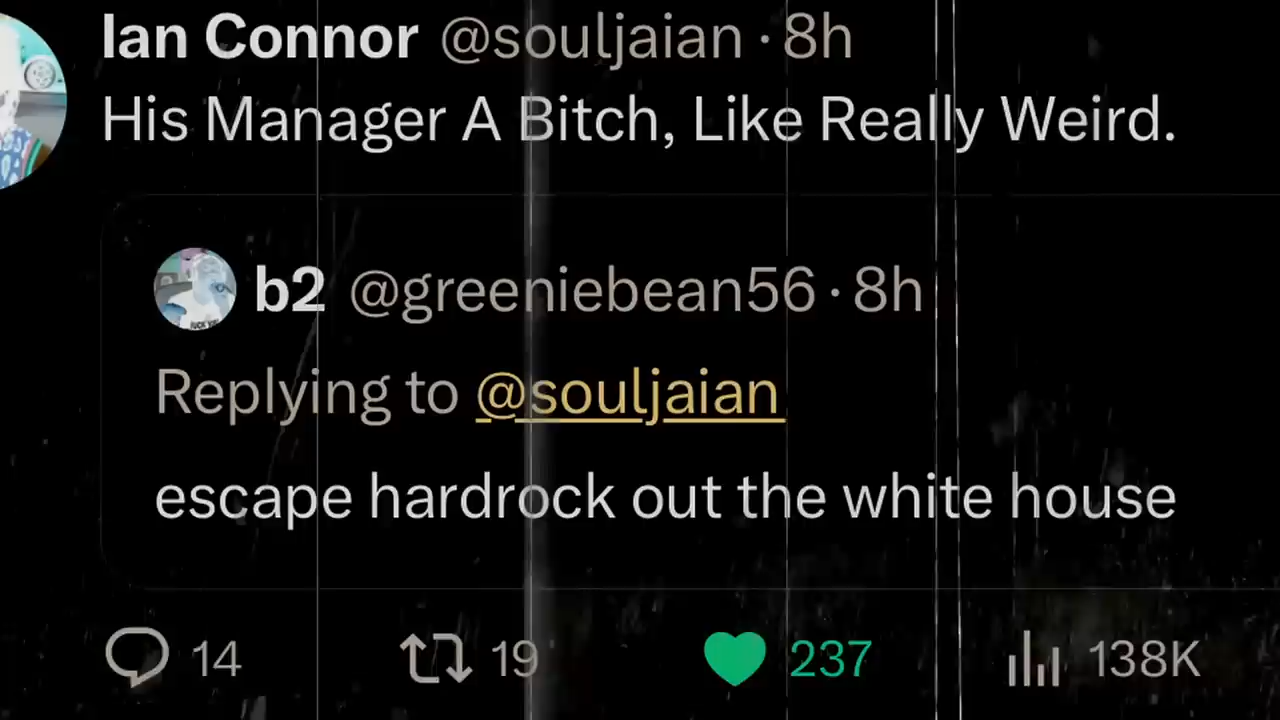 Ian Connor @souljaian · 8h
His Manager A Bitch, Like Really Weird.
b2 @greeniebean56 · 8h
Replying to @souljaian
escape hardrock out the white house
14 19 237 138K